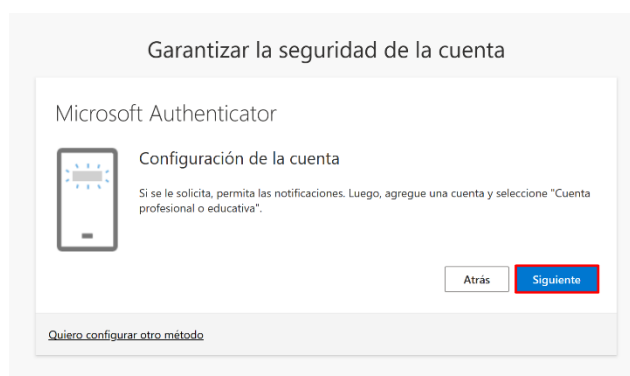 Garantizar la seguridad de la cuenta
Microsoft Authenticator
Configuración de la cuenta
Si se le solicita, permita las notificaciones. Luego, agregue una cuenta y seleccione "Cuenta
profesional o educativa".
Atrás
Siguiente
Quiero configurar otro método